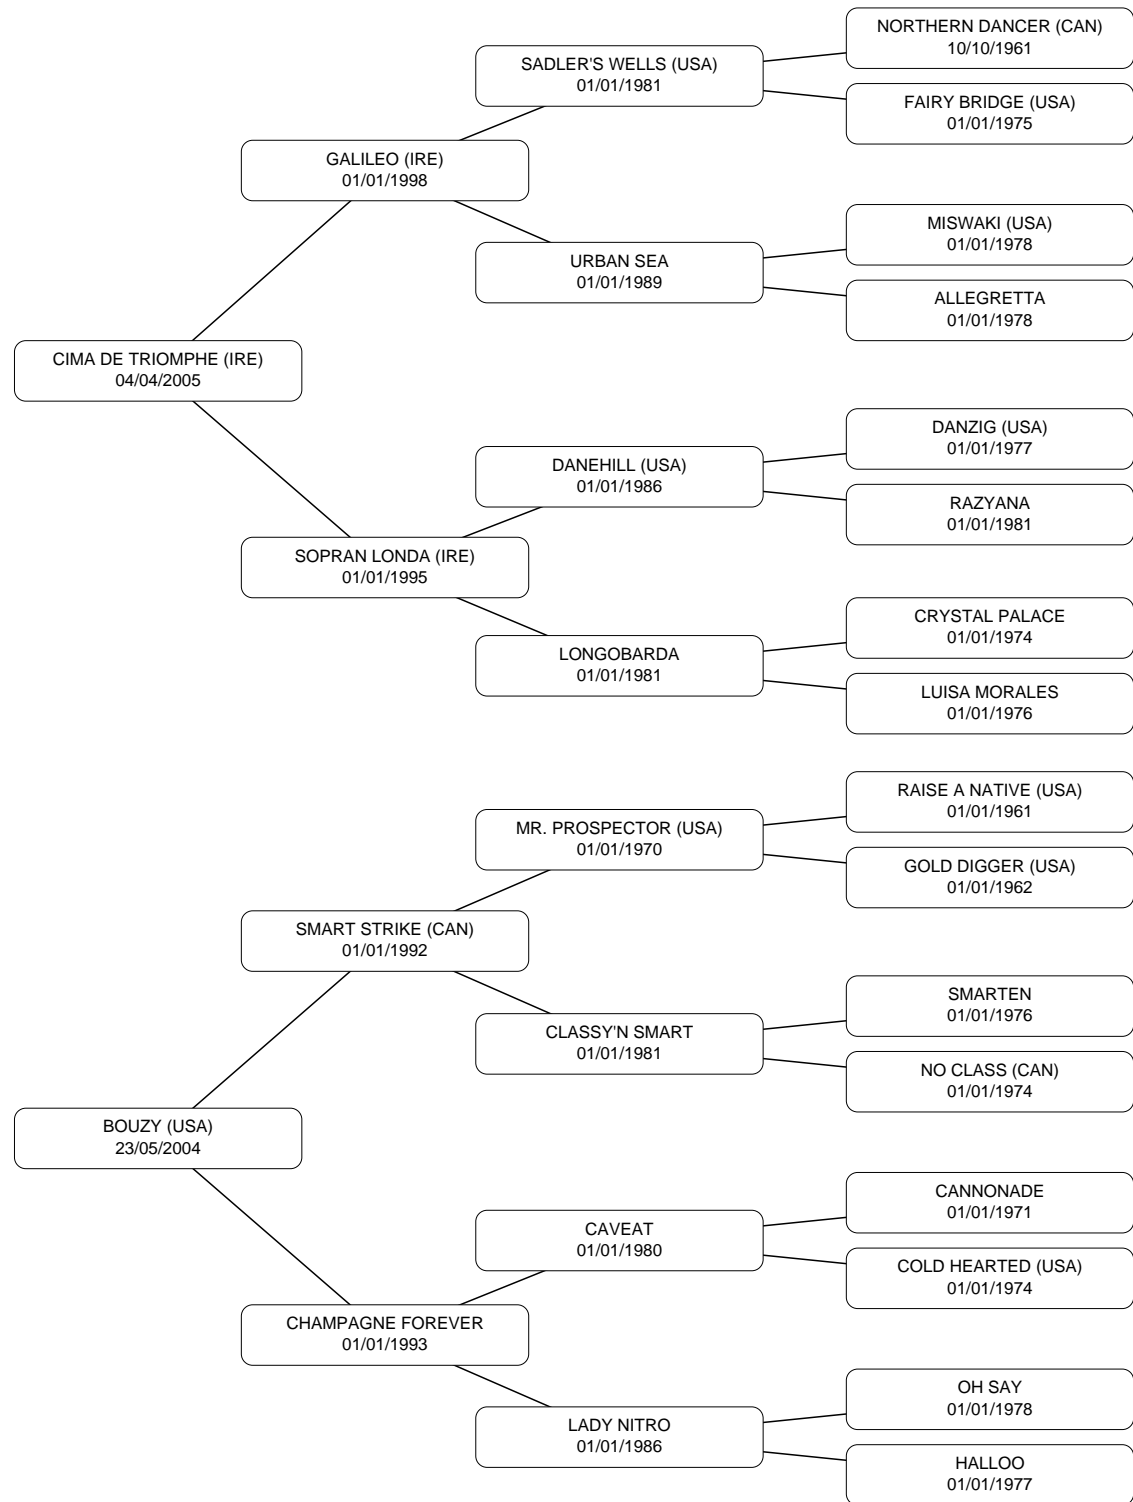 NORTHERN DANCER (CAN)
10/10/1961
SADLER'S WELLS (USA)
01/01/1981
FAIRY BRIDGE (USA)
01/01/1975
GALILEO (IRE)
01/01/1998
MISWAKI (USA)
01/01/1978
URBAN SEA
01/01/1989
ALLEGRETTA
01/01/1978
CIMA DE TRIOMPHE (IRE)
04/04/2005
DANZIG (USA)
01/01/1977
DANEHILL (USA)
01/01/1986
RAZYANA
01/01/1981
SOPRAN LONDA (IRE)
01/01/1995
CRYSTAL PALACE
01/01/1974
LONGOBARDA
01/01/1981
LUISA MORALES
01/01/1976
RAISE A NATIVE (USA)
01/01/1961
MR. PROSPECTOR (USA)
01/01/1970
GOLD DIGGER (USA)
01/01/1962
SMART STRIKE (CAN)
01/01/1992
SMARTEN
01/01/1976
CLASSY'N SMART
01/01/1981
NO CLASS (CAN)
01/01/1974
BOUZY (USA)
23/05/2004
CANNONADE
01/01/1971
CAVEAT
01/01/1980
COLD HEARTED (USA)
01/01/1974
CHAMPAGNE FOREVER
01/01/1993
OH SAY
01/01/1978
LADY NITRO
01/01/1986
HALLOO
01/01/1977